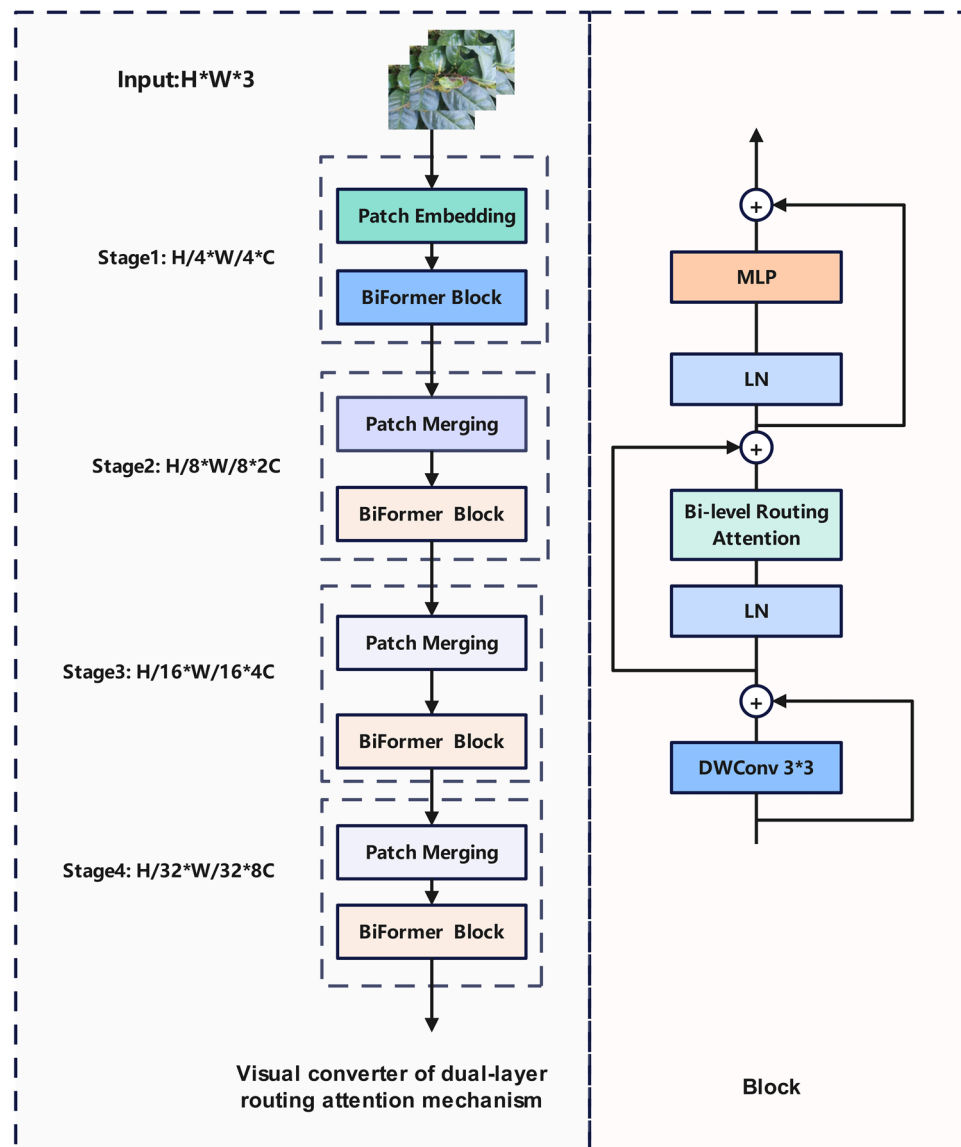 Input:H*W*3
Patch Embedding
Stage1: H/4*W/4*C
BiFormer Block
Patch Merging
Stage2: H/8*W/8*2C
BiFormer  Block
Patch Merging
Stage3: H/16*W/16*4C
BiFormer  Block
Patch Merging
Stage4: H/32*W/32*8C
BiFormer  Block
Visual converter of dual-layer
routing attention mechanism
+
MLP
LN
+
Bi-level Routing
Attention
LN
+
DWConv 3*3
Block